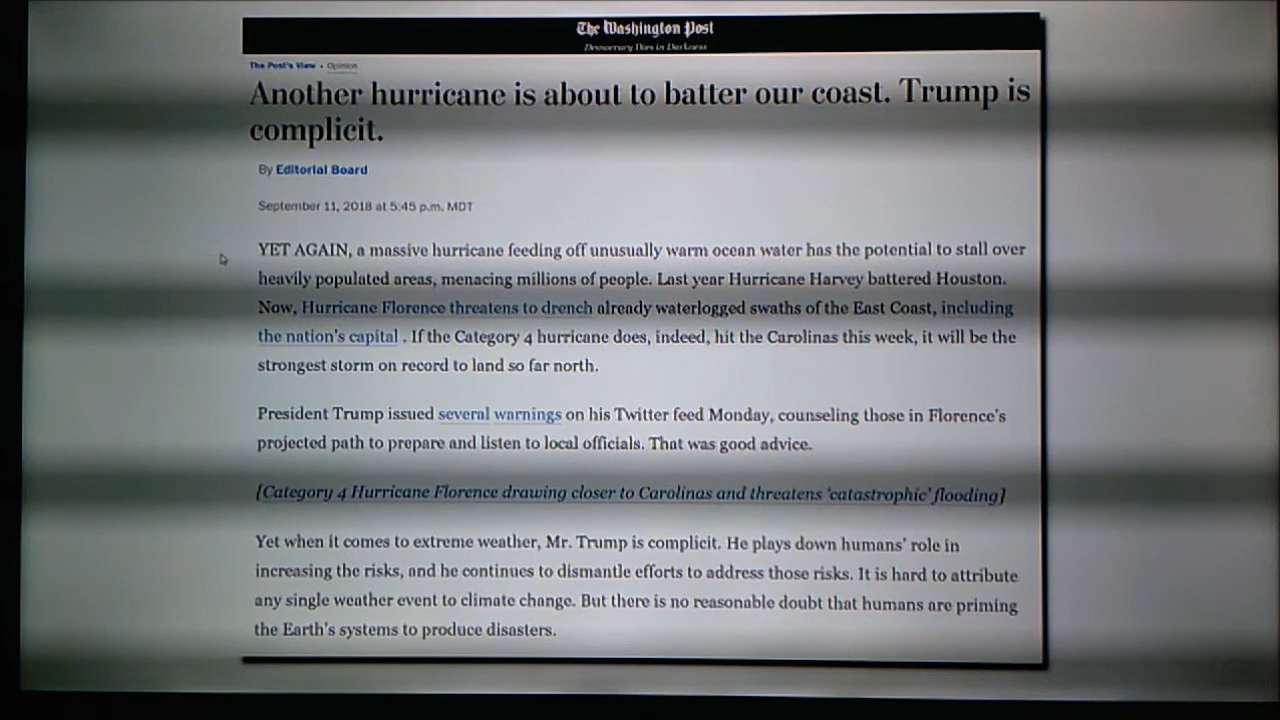 The Washington Post
Democracy Dies in Darkness
The Post's View • Opinion
Another hurricane is about to batter our coast. Trump is
complicit.
By Editorial Board
September 11, 2018 at 5:45 p.m. MDT
YET AGAIN, a massive hurricane feeding off unusually warm ocean water has the potential to stall over
heavily populated areas, menacing millions of people. Last year Hurricane Harvey battered Houston.
Now, Hurricane Florence threatens to drench already waterlogged swaths of the East Coast, including
the nation's capital . If the Category 4 hurricane does, indeed, hit the Carolinas this week, it will be the
strongest storm on record to land so far north.
President Trump issued several warnings on his Twitter feed Monday, counseling those in Florence's
projected path to prepare and listen to local officials. That was good advice.
[Category 4 Hurricane Florence drawing closer to Carolinas and threatens 'catastrophic' flooding]
Yet when it comes to extreme weather, Mr. Trump is complicit. He plays down humans' role in
increasing the risks, and he continues to dismantle efforts to address those risks. It is hard to attribute
any single weather event to climate change. But there is no reasonable doubt that humans are priming
the Earth's systems to produce disasters.